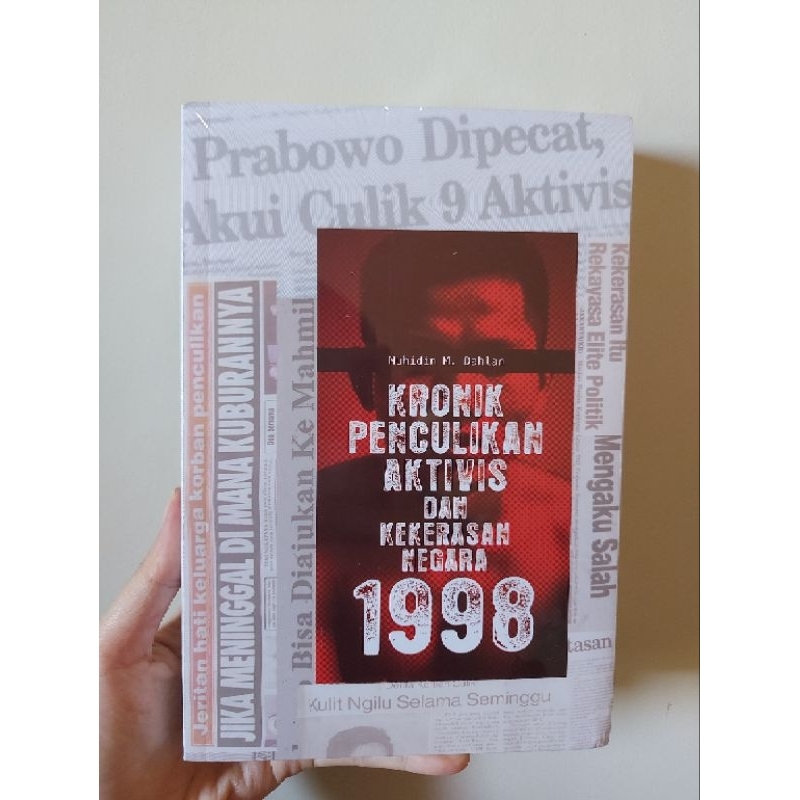 Prabowo Dipecat,
Akui Culik 9 Aktivis
Jeritan hati keluarga korban penculikan
JIKA MENINGGAL DI MANA KUBURANNYA
Bisa Diajukan Ke Mahmil
Muhidin M. Dahlan
KRONIK
PENCULIKAN
AKTIVIS
DAN
KEKERASAN
NEGARA
1998
Kekerasan Itu
Rekayasa Elite Politik
Mengaku Salah
tasan
Kulit Ngilu Selama Seminggu